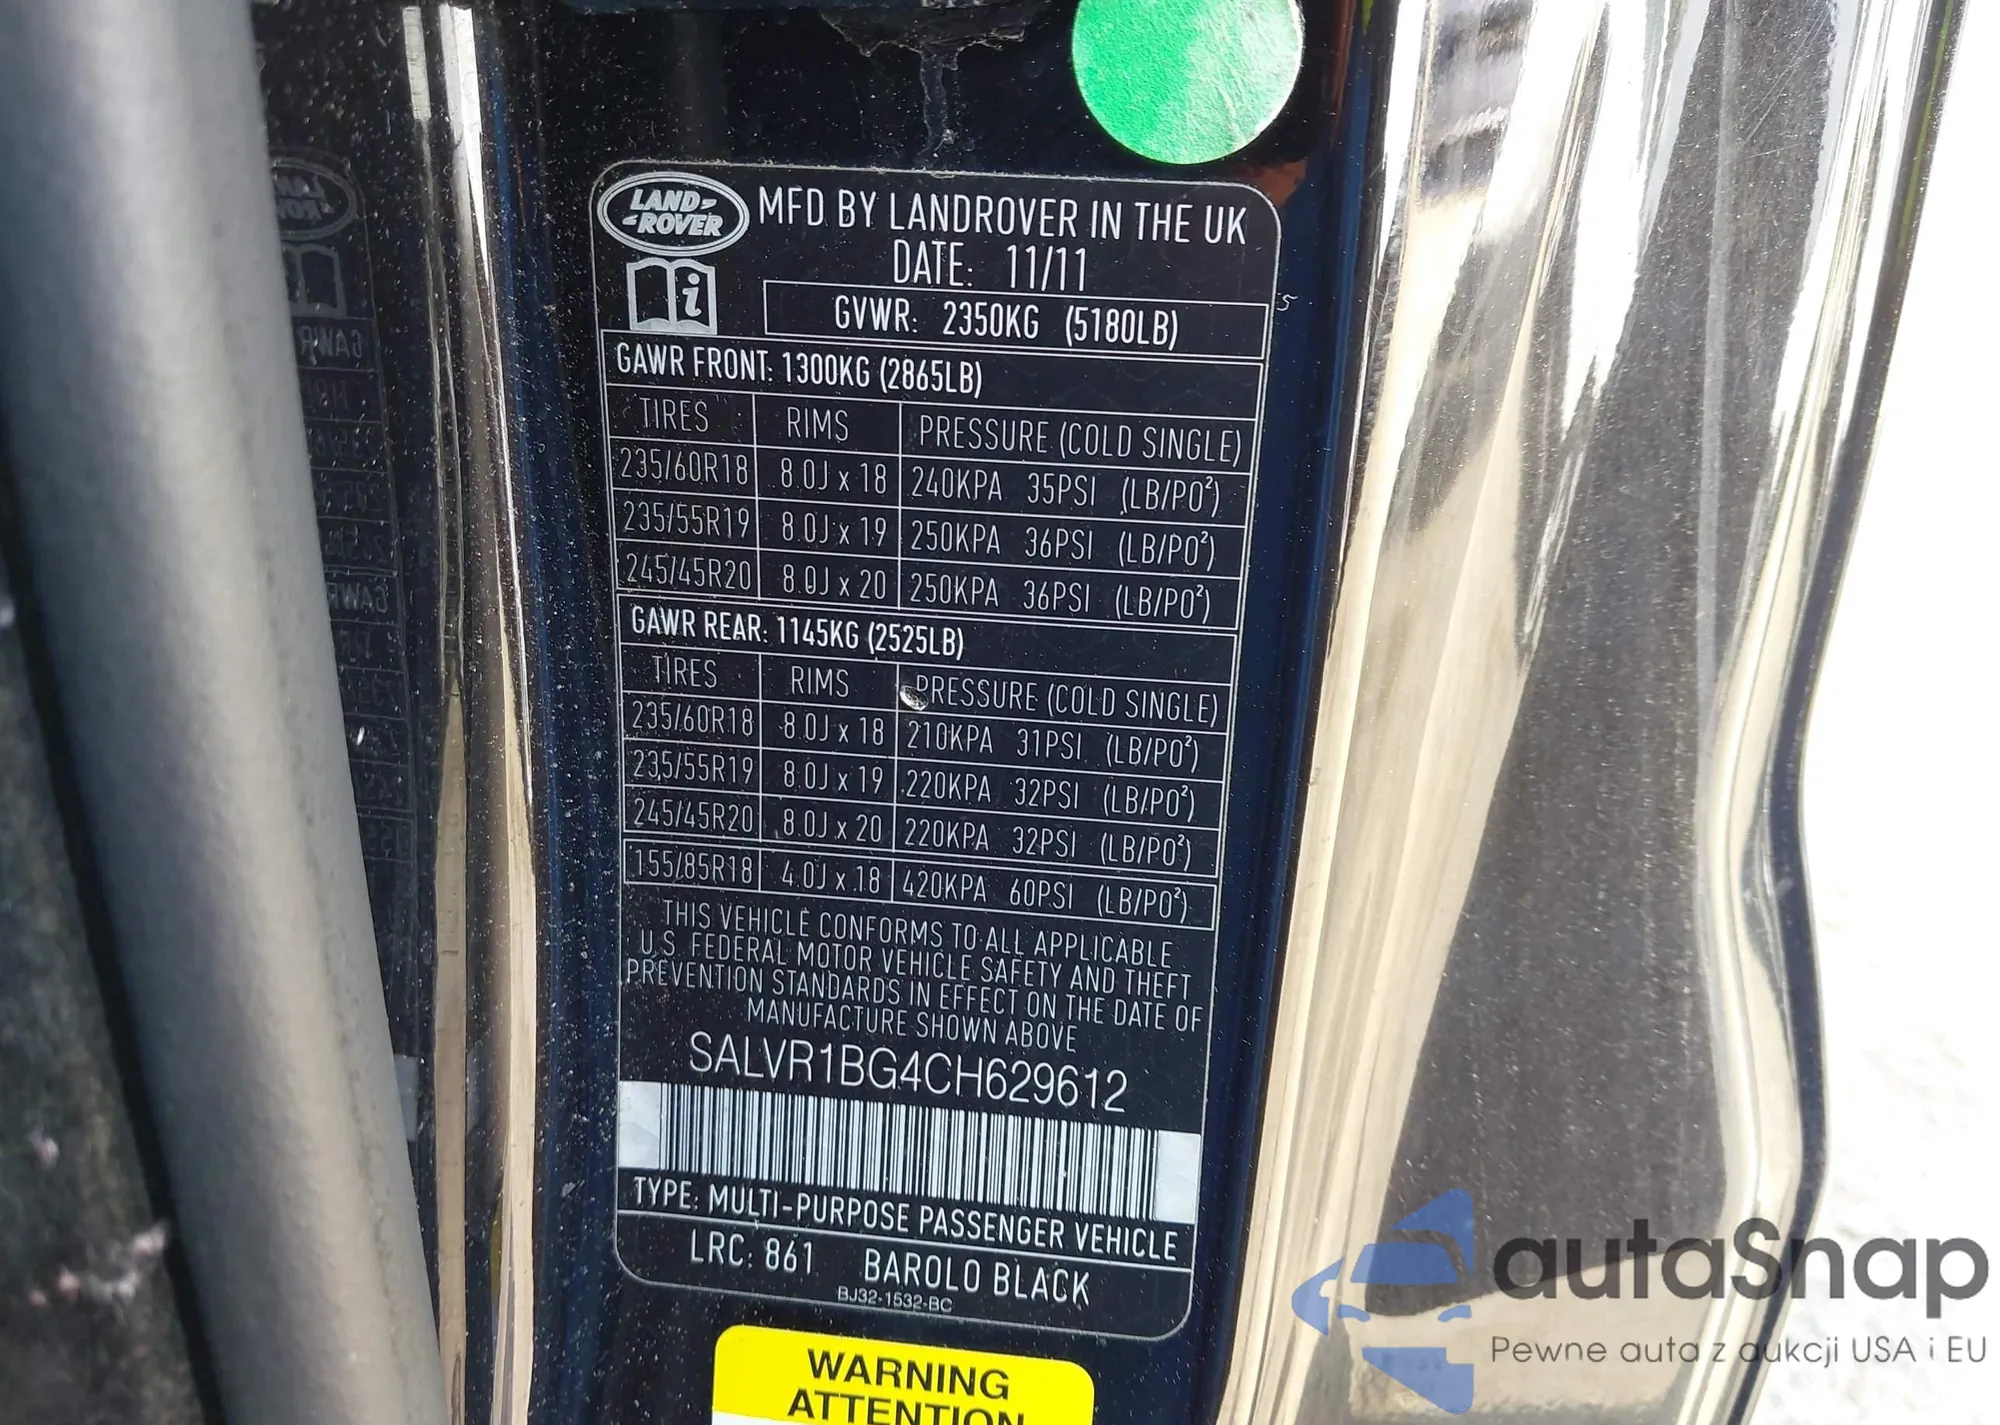 LAND-
-ROVER
MFD BY LANDROVER IN THE UK
DATE: 11/11
GVWR: 2350KG (5180LB)
GAWR FRONT: 1300KG (2865LB)
TIRES RIMS PRESSURE (COLD SINGLE)
235/60R18 8.0J x 18 240KPA 35PSI (LB/PO²)
235/55R19 8.0J x 19 250KPA 36PSI (LB/PO²)
245/45R20 8.0J x 20 250KPA 36PSI (LB/PO²)
GAWR REAR: 1145KG (2525LB)
TIRES RIMS PRESSURE (COLD SINGLE)
235/60R18 8.0J x 18 210KPA 31PSI (LB/PO²)
235/55R19 8.0J x 19 220KPA 32PSI (LB/PO²)
245/45R20 8.0J x 20 220KPA 32PSI (LB/PO²)
155/85R18 4.0J x 18 420KPA 60PSI (LB/PO²)
THIS VEHICLE CONFORMS TO ALL APPLICABLE
U.S. FEDERAL MOTOR VEHICLE SAFETY AND THEFT
PREVENTION STANDARDS IN EFFECT ON THE DATE OF
MANUFACTURE SHOWN ABOVE
SALVR1BG4CH629612
TYPE: MULTI-PURPOSE PASSENGER VEHICLE
LRC: 861 BAROLO BLACK
BJ32-1532-BC
WARNING
ATTENTION
autaSnap
Pewne auta z aukcji USA i EU